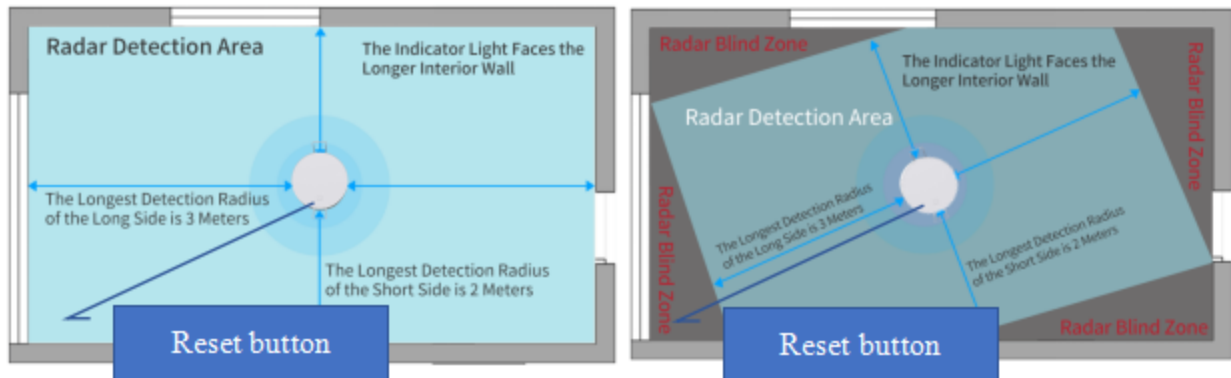 Radar Detection Area
The Indicator Light Faces the
Longer Interior Wall
The Longest Detection Radius
of the Long Side is 3 Meters
The Longest Detection Radius
of the Short Side is 2 Meters
Reset button
Radar Blind Zone
The Indicator Light Faces the
Longer Interior Wall
Radar Blind Zone
Radar Detection Area
The Longest Detection Radius
of the Long Side is 3 Meters
Radar Blind Zone
The Longest Detection Radius
of the Short Side is 2 Meters
Radar Blind Zone
Reset button